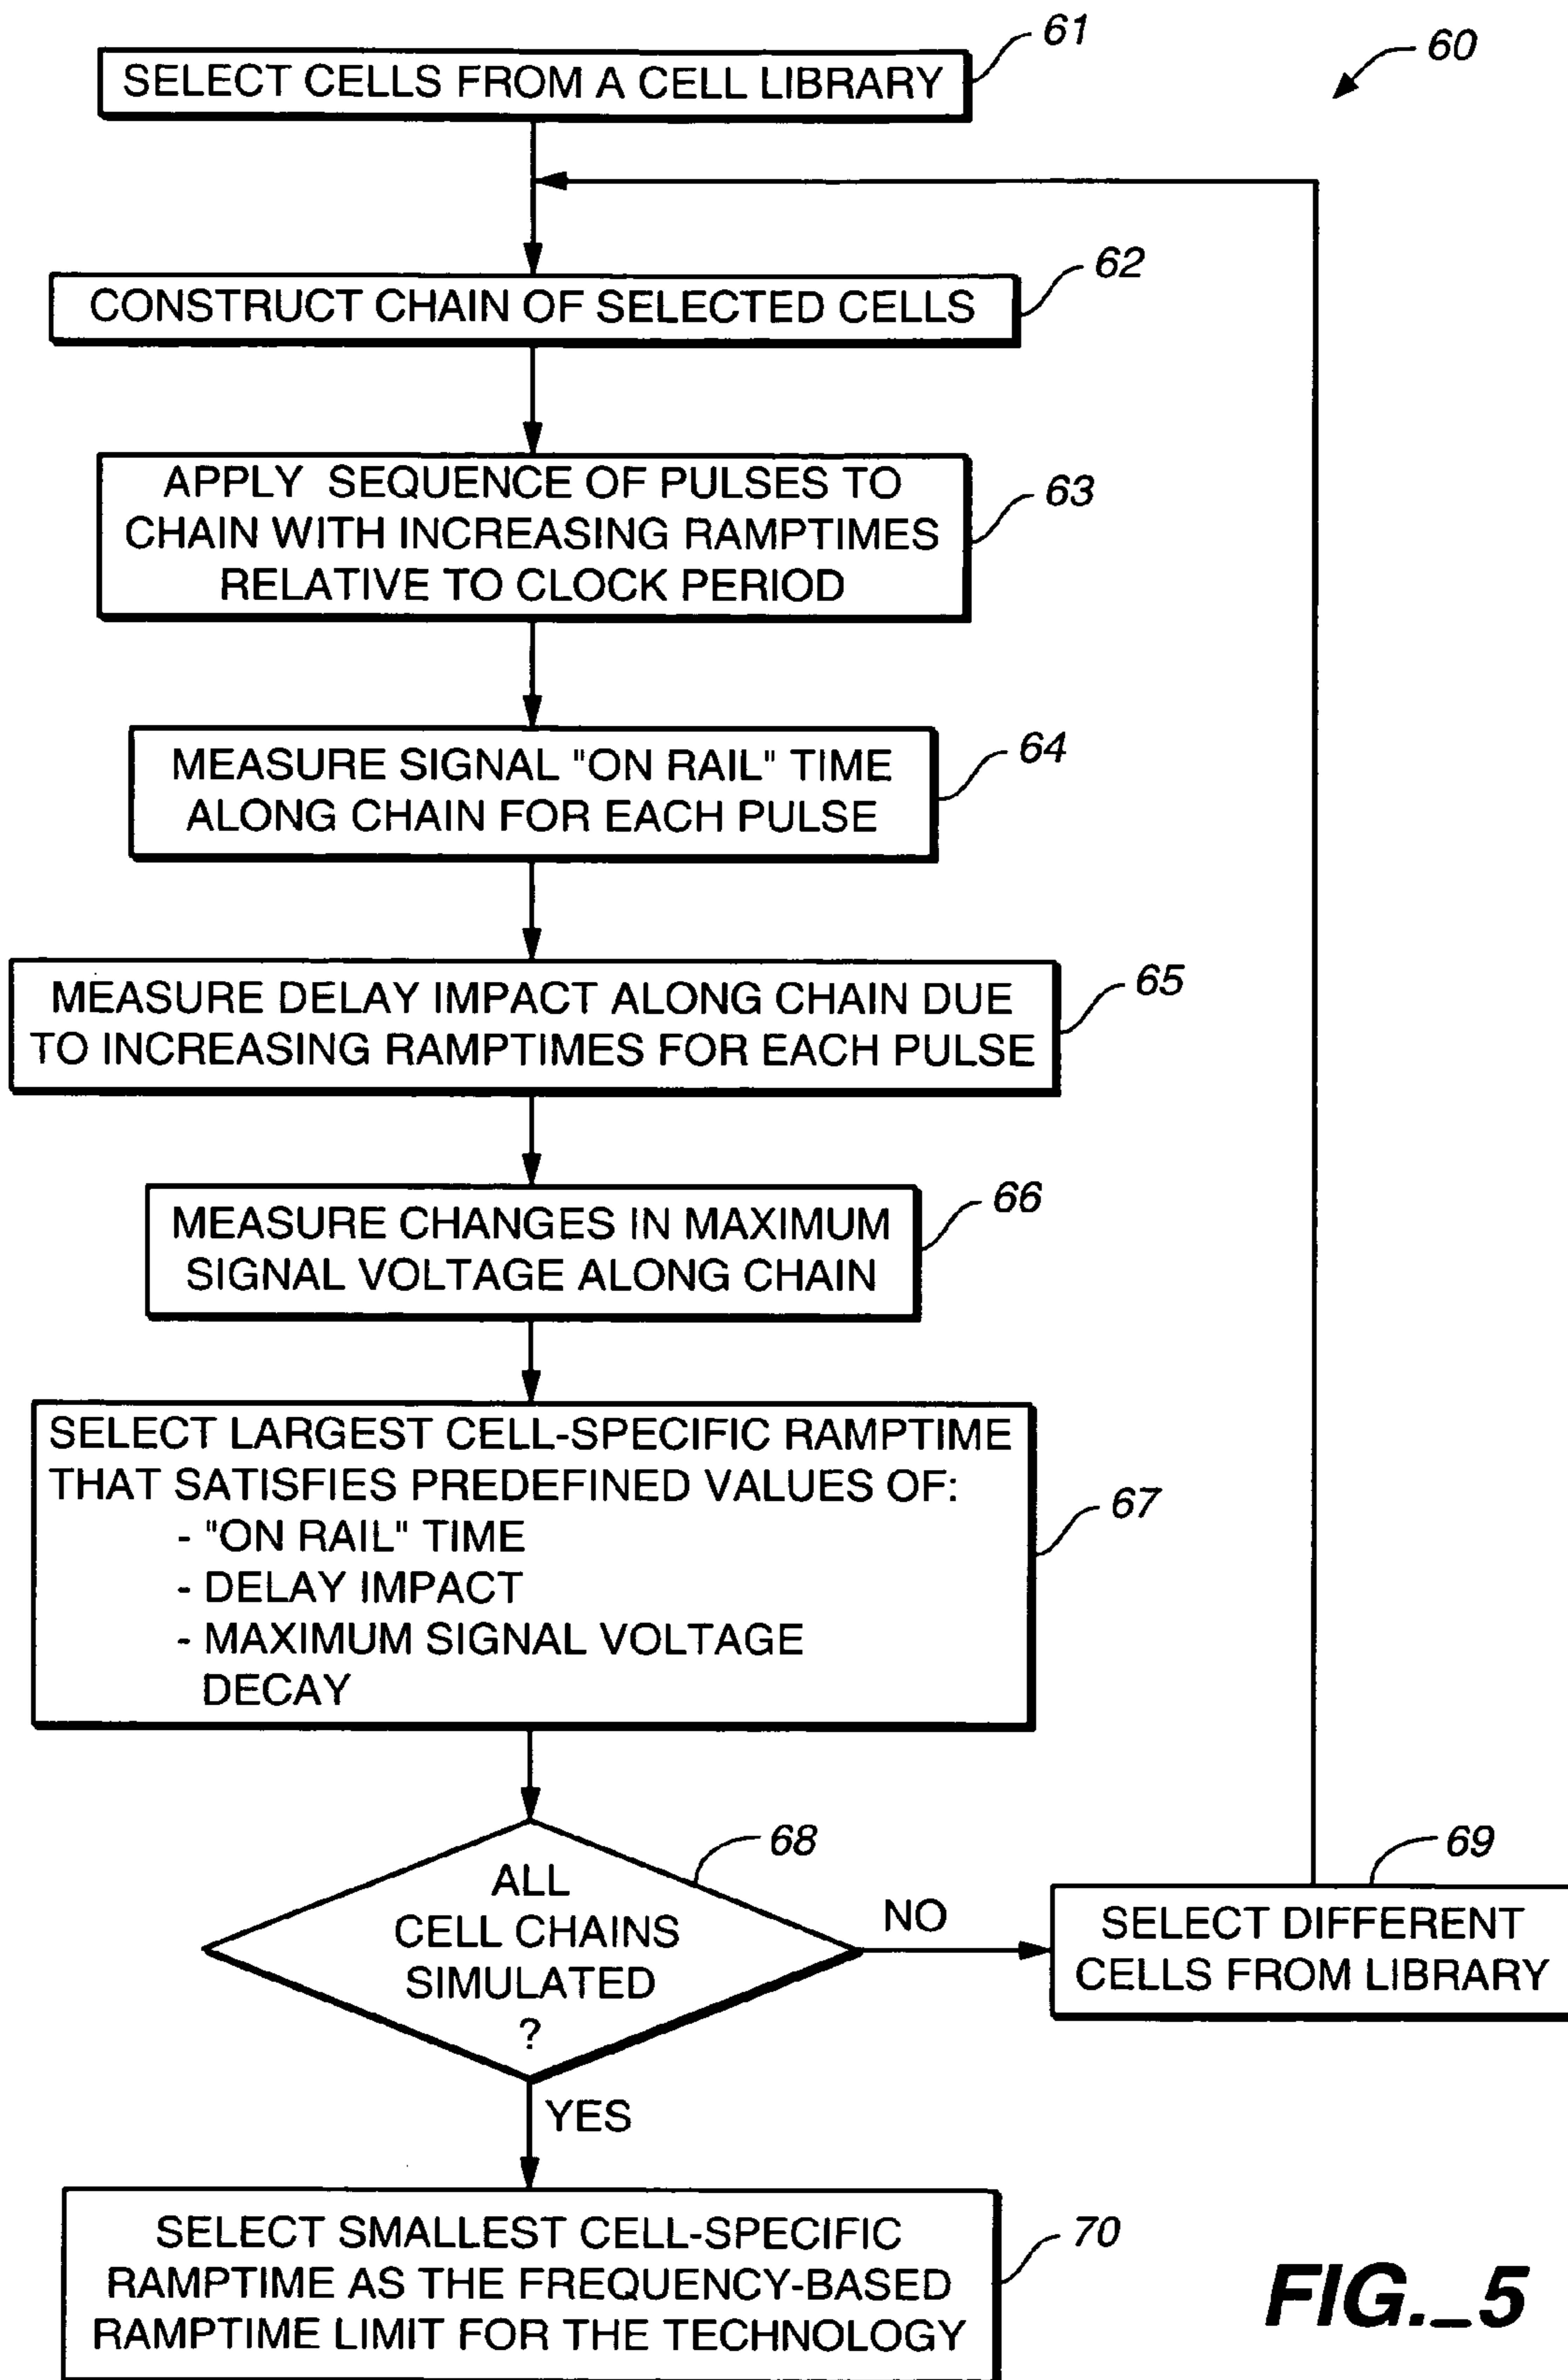 61
60
SELECT CELLS FROM A CELL LIBRARY
62
CONSTRUCT CHAIN OF SELECTED CELLS
APPLY SEQUENCE OF PULSES TO
CHAIN WITH INCREASING RAMPTIMES
RELATIVE TO CLOCK PERIOD
63
MEASURE SIGNAL "ON RAIL" TIME
ALONG CHAIN FOR EACH PULSE
64
MEASURE DELAY IMPACT ALONG CHAIN DUE
TO INCREASING RAMPTIMES FOR EACH PULSE
65
MEASURE CHANGES IN MAXIMUM
SIGNAL VOLTAGE ALONG CHAIN
66
SELECT LARGEST CELL-SPECIFIC RAMPTIME
THAT SATISFIES PREDEFINED VALUES OF:
- "ON RAIL" TIME
- DELAY IMPACT
- MAXIMUM SIGNAL VOLTAGE
DECAY
67
ALL
CELL CHAINS
SIMULATED
?
68
NO
69
SELECT DIFFERENT
CELLS FROM LIBRARY
YES
SELECT SMALLEST CELL-SPECIFIC
RAMPTIME AS THE FREQUENCY-BASED
RAMPTIME LIMIT FOR THE TECHNOLOGY
70
FIG._5